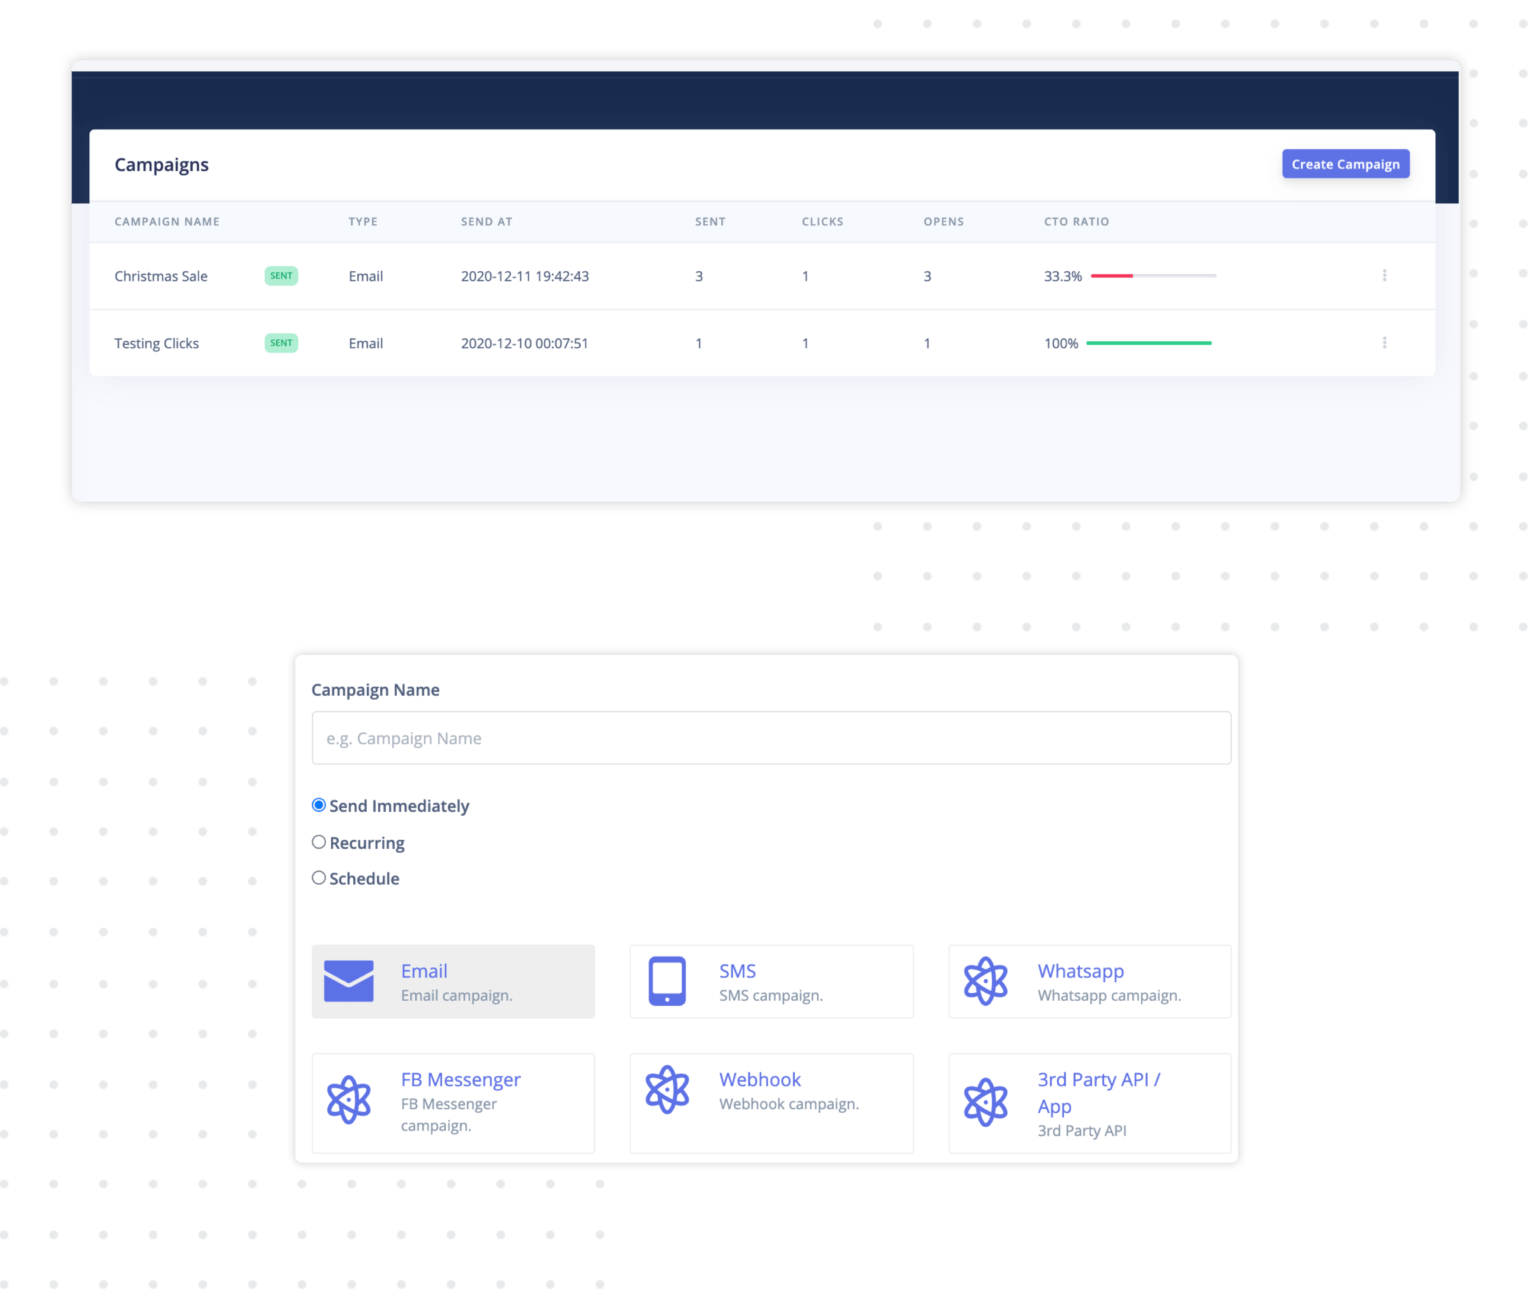 Campaigns
Create Campaign
CAMPAIGN NAME TYPE SEND AT SENT CLICKS OPENS CTO RATIO
Christmas Sale SENT Email 2020-12-11 19:42:43 3 1 3 33.3%
Testing Clicks SENT Email 2020-12-10 00:07:51 1 1 1 100%
Campaign Name
e.g. Campaign Name
Send Immediately
Recurring
Schedule
Email
Email campaign.
SMS
SMS campaign.
Whatsapp
Whatsapp campaign.
FB Messenger
FB Messenger
campaign.
Webhook
Webhook campaign.
3rd Party API /
App
3rd Party API